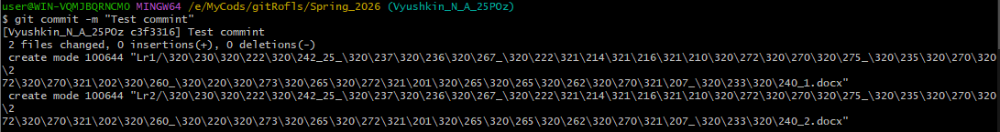 user@WIN-VQMJBQRNCMO MINGW64 /e/MyCods/gitRofls/Spring_2026 (Vyushkin_N_A_25POz)
$ git commit -m "Test commint"
[Vyushkin_N_A_25POz c3f3316] Test commint
 2 files changed, 0 insertions(+), 0 deletions(-)
 create mode 100644 "Lr1/\320\230\320\222\320\242_25_\320\237\320\236\320\267_\320\222\321\214\321\216\321\210\320\272\320\270\320\275_\320\235\320\270\320\2
72\320\270\321\202\320\260_\320\220\320\273\320\265\320\272\321\201\320\265\320\265\320\262\320\270\321\207_\320\233\320\240_1.docx"
 create mode 100644 "Lr2/\320\230\320\222\320\242_25_\320\237\320\236\320\267_\320\222\321\214\321\216\321\210\320\272\320\270\320\275_\320\235\320\270\320\2
72\320\270\321\202\320\260_\320\220\320\273\320\265\320\272\321\201\320\265\320\265\320\262\320\270\321\207_\320\233\320\240_2.docx"